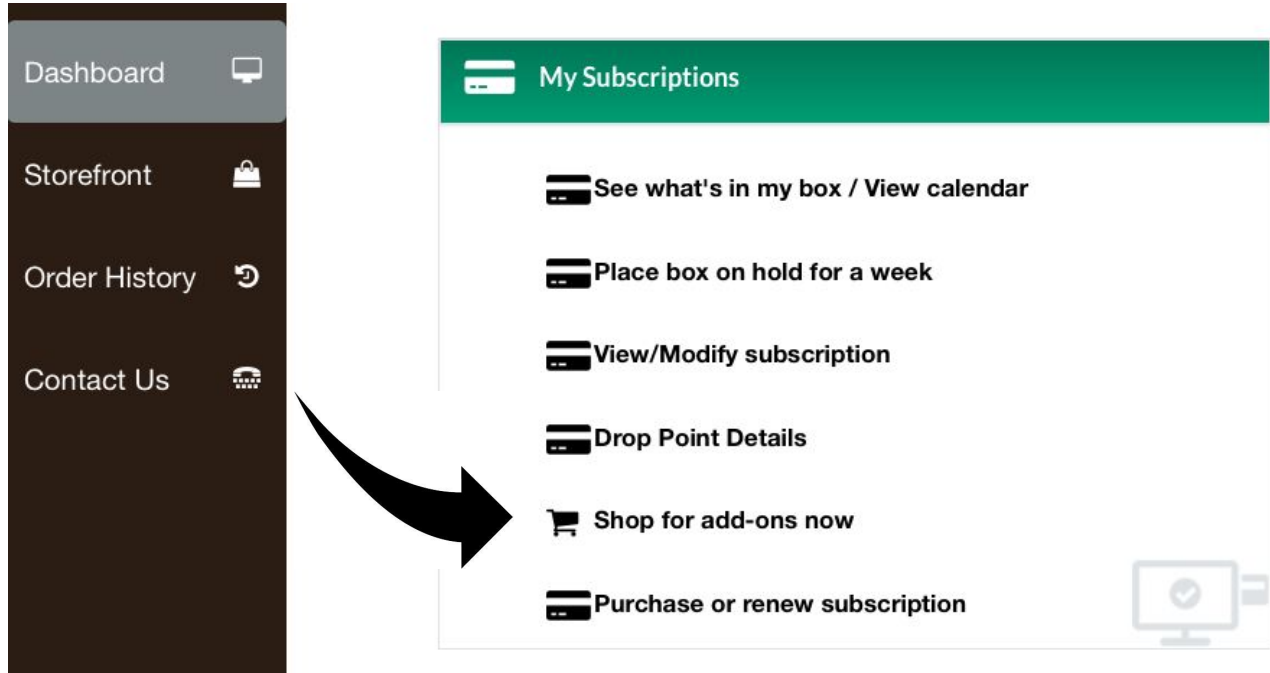 Dashboard
Storefront
Order History
Contact Us
My Subscriptions
See what's in my box / View calendar
Place box on hold for a week
View/Modify subscription
Drop Point Details
Shop for add-ons now
Purchase or renew subscription